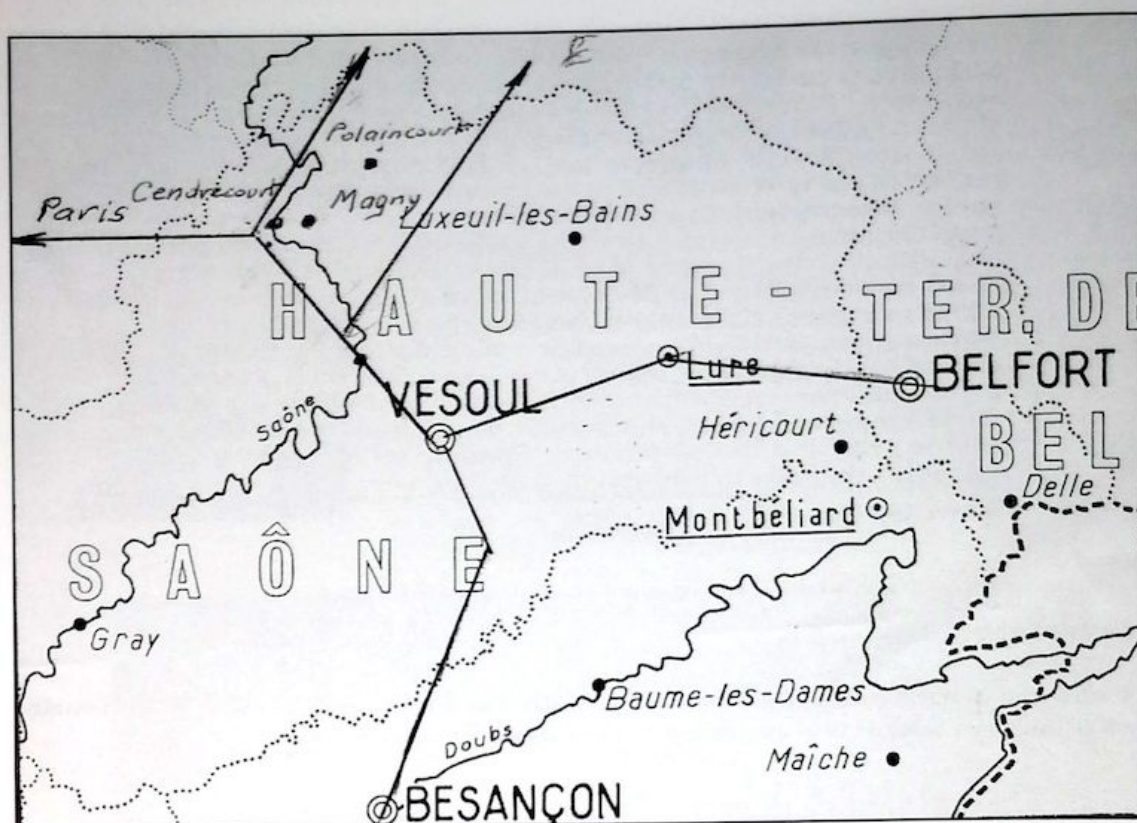 Polaincourt
Cendrecourt
Magny
Paris
Luxeuil-les-Bains
HAUTE-
TER. DE
Lure
BELFORT
VESOUL
Saône
Héricourt
BEL
Delle
Montbéliard
SAÔNE
Gray
Baume-les-Dames
Doubs
Maîche
BESANÇON